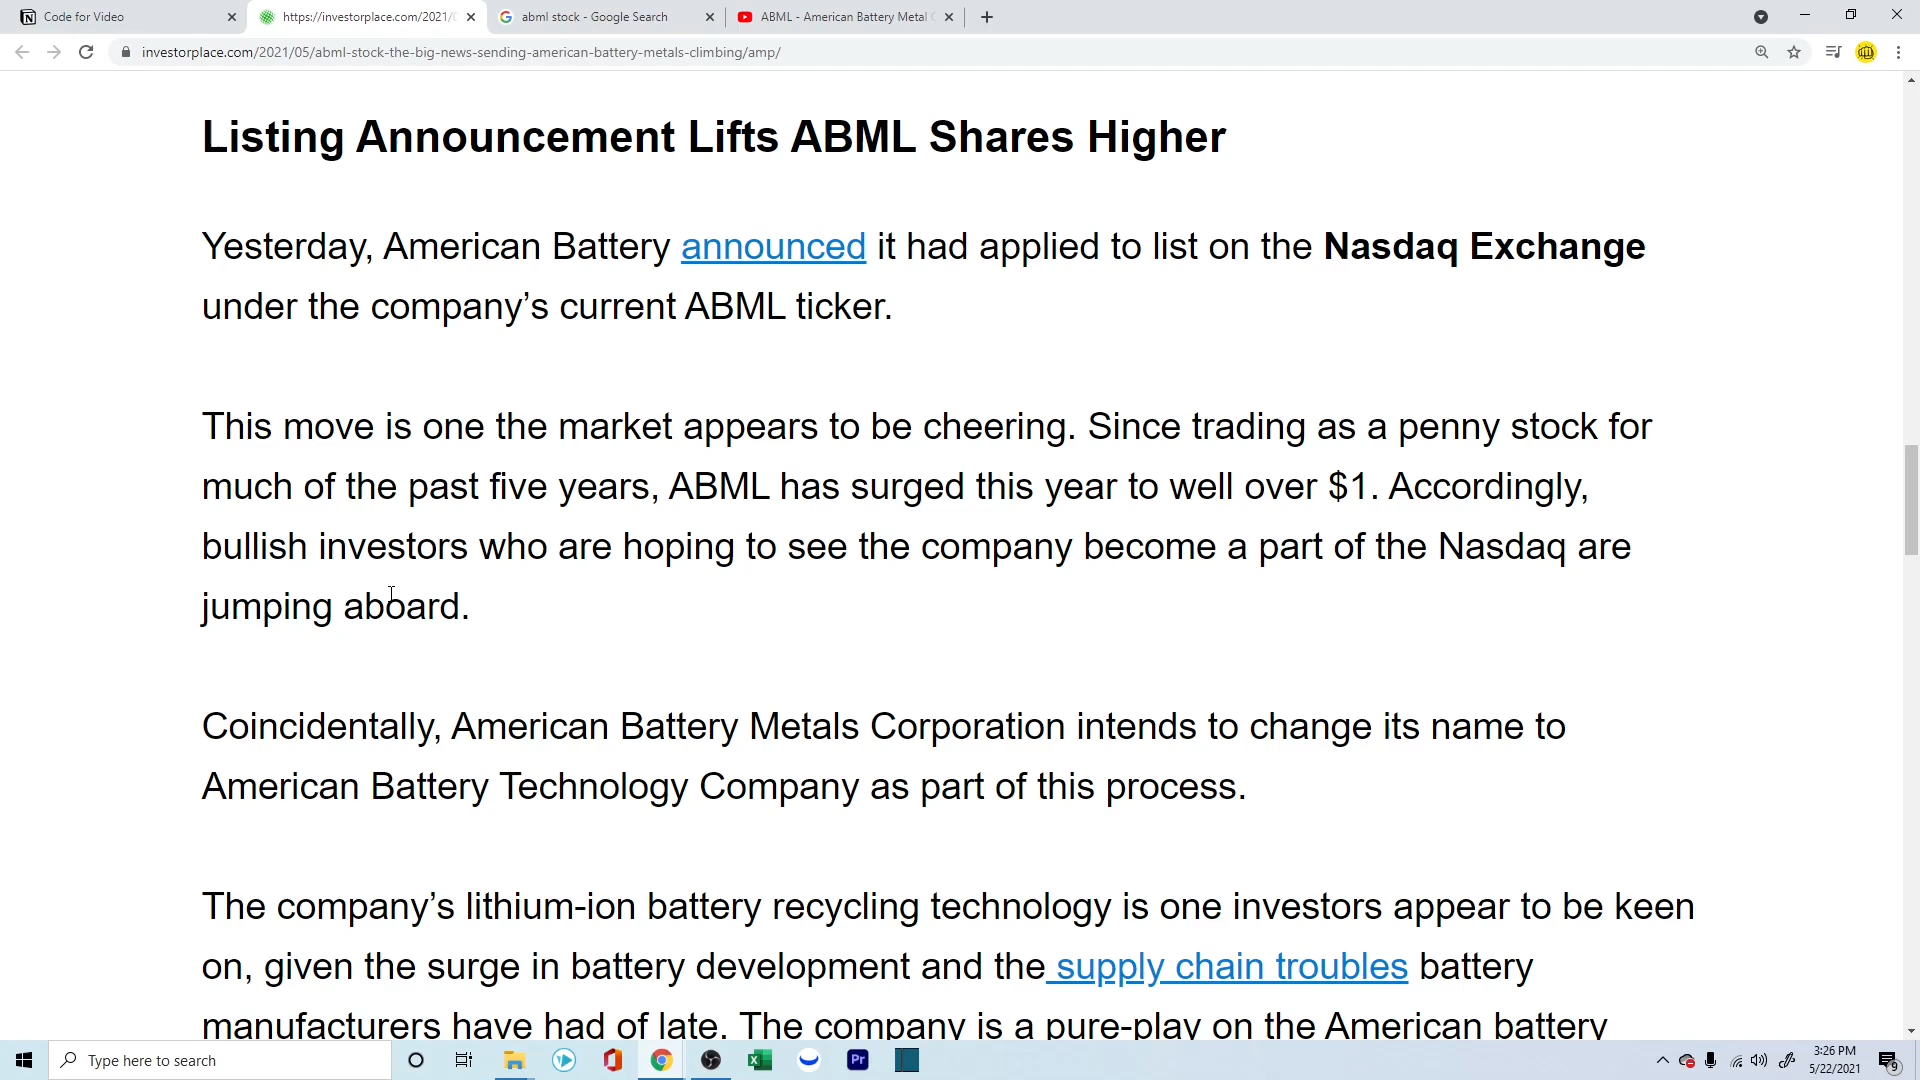 Code for Video
https://investorplace.com/2021/
abml stock - Google Search
ABML - American Battery Metal
investorplace.com/2021/05/abml-stock-the-big-news-sending-american-battery-metals-climbing/amp/
Listing Announcement Lifts ABML Shares Higher
Yesterday, American Battery announced it had applied to list on the Nasdaq Exchange
under the company’s current ABML ticker.
This move is one the market appears to be cheering. Since trading as a penny stock for
much of the past five years, ABML has surged this year to well over $1. Accordingly,
bullish investors who are hoping to see the company become a part of the Nasdaq are
jumping aboard.
Coincidentally, American Battery Metals Corporation intends to change its name to
American Battery Technology Company as part of this process.
The company’s lithium-ion battery recycling technology is one investors appear to be keen
on, given the surge in battery development and the supply chain troubles battery
manufacturers have had of late. The company is a pure-play on the American battery
Type here to search
Pr
3:26 PM
5/22/2021
9